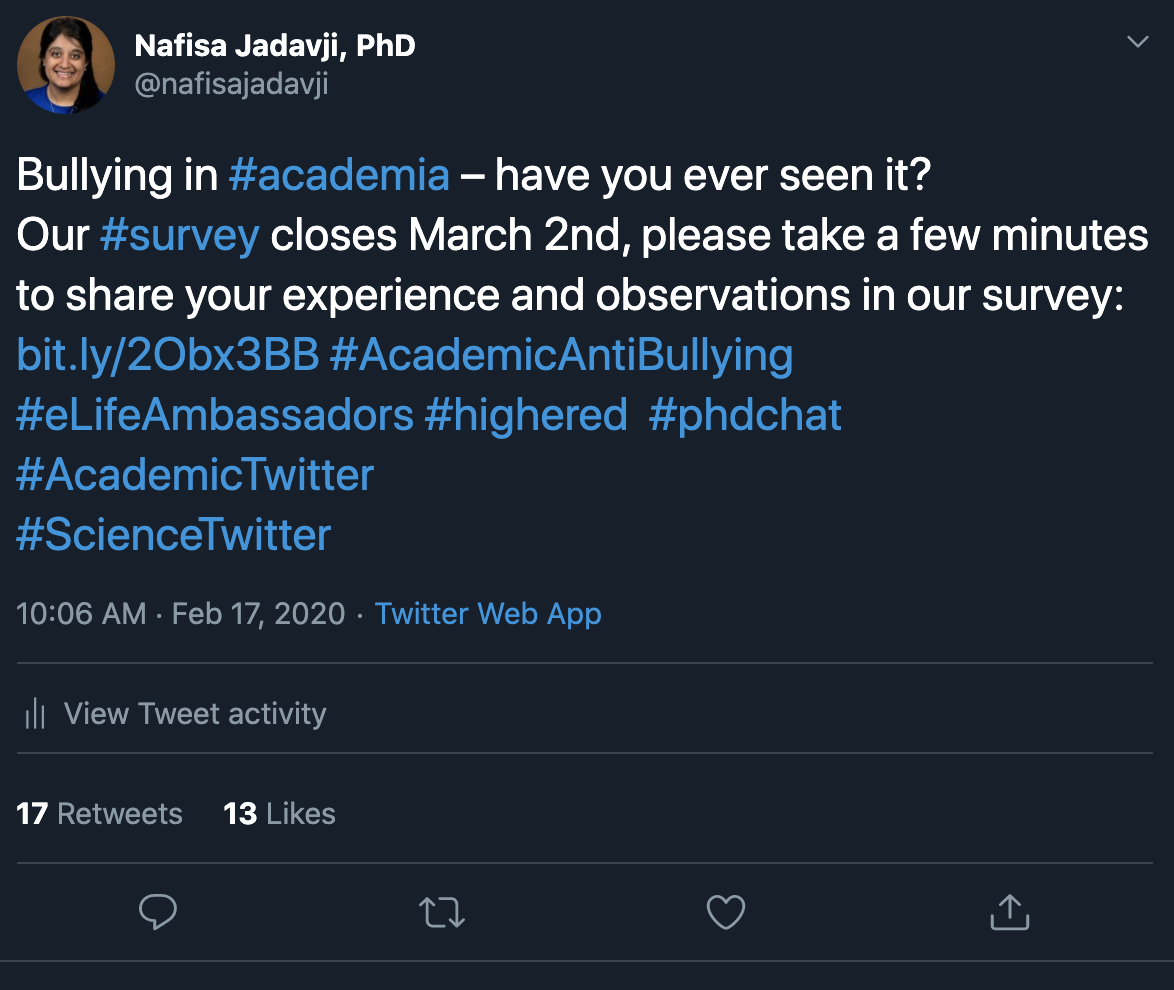 Nafisa Jadavji, PhD
@nafisajadavji
Bullying in #academia – have you ever seen it?
Our #survey closes March 2nd, please take a few minutes
to share your experience and observations in our survey:
bit.ly/2Obx3BB #AcademicAntiBullying
#eLifeAmbassadors #highered #phdchat
#AcademicTwitter
#ScienceTwitter
10:06 AM · Feb 17, 2020 · Twitter Web App
View Tweet activity
17 Retweets 13 Likes